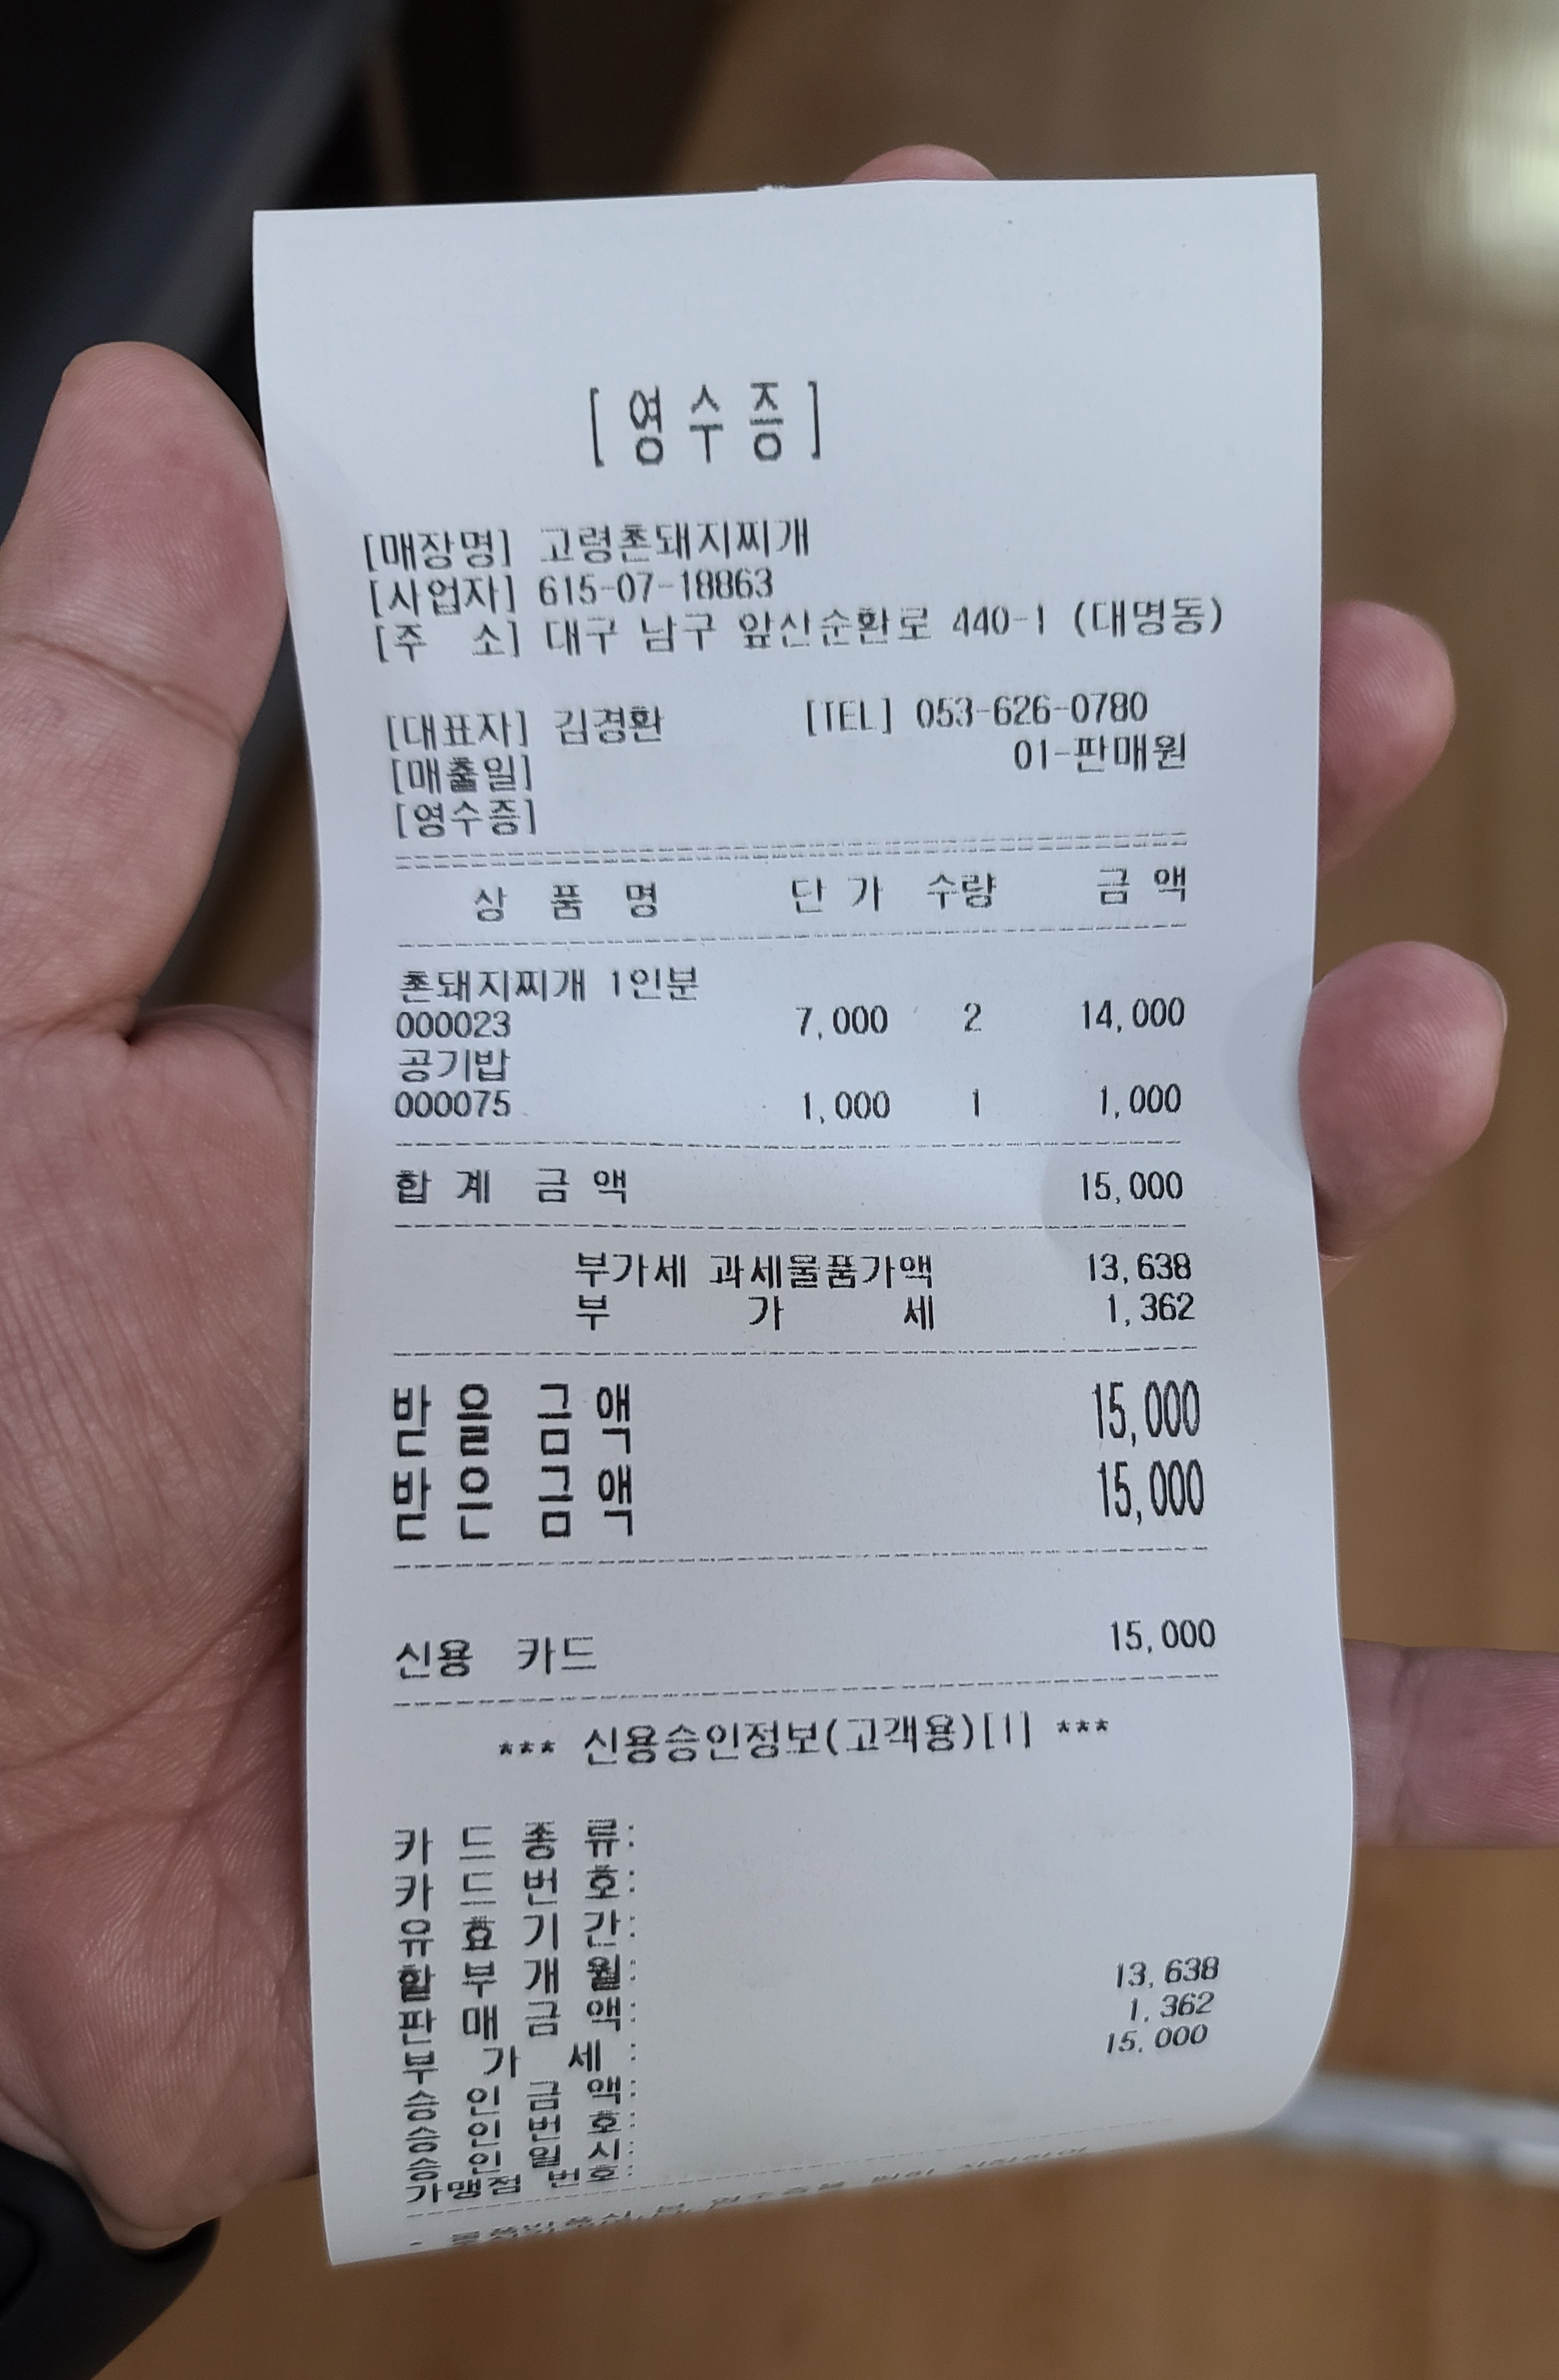 [영수증]
[매장명] 고령촌돼지찌개
[사업자] 615-07-18863
[주 소] 대구 남구 앞산순환로 440-1 (대명동)
[대표자] 김경환 [TEL] 053-626-0780
[매출일] 01-판매원
[영수증]
상 품 명 단 가 수량 금 액
촌돼지찌개 1인분
000023 7,000 2 14,000
공기밥
000075 1,000 1 1,000
합 계 금 액 15,000
부가세 과세물품가액 13,638
부 가 세 1,362
받 을 금 액 15,000
받 은 금 액 15,000
신용 카드 15,000
*** 신용승인정보(고객용)[1] ***
카 드 종 류:
카 드 번 호:
유 효 기 간:
할 부 개 월:
판 매 금 액: 13,638
부 가 세 : 1,362
승 인 금 액: 15,000
승 인 번 호:
승 인 일 시:
가맹점 번호: